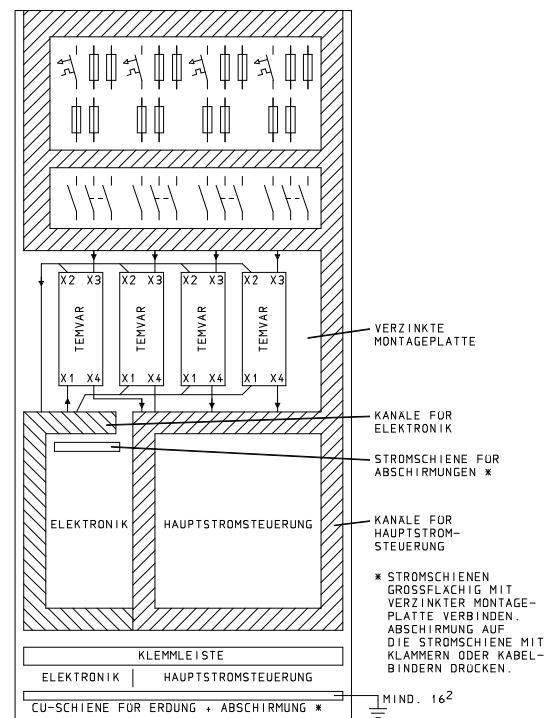 X2 X3 X2 X3 X2 X3 X2 X3
TEMVAR TEMVAR TEMVAR TEMVAR
X1 X4 X1 X4 X1 X4 X1 X4
VERZINKTE
MONTAGEPLATTE
KANÄLE FÜR
ELEKTRONIK
STROMSCHIENE FÜR
ABSCHIRMUNGEN *
ELEKTRONIK
HAUPTSTROMSTEUERUNG
KANÄLE FÜR
HAUPTSTROM-
STEUERUNG
* STROMSCHIENEN
GROSSFLÄCHIG MIT
VERZINKTER MONTAGE-
PLATTE VERBINDEN.
ABSCHIRMUNG AUF
DIE STROMSCHIENE MIT
KLAMMERN ODER KABEL-
BINDERN DRÜCKEN.
KLEMMLEISTE
ELEKTRONIK HAUPTSTROMSTEUERUNG
MIND. 16²
CU-SCHIENE FÜR ERDUNG + ABSCHIRMUNG *